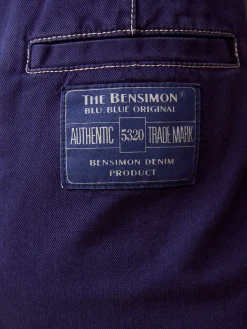 THE BENSIMON®
BLU BLUE ORIGINAL
AUTHENTIC 5320 TRADE MARK
BENSIMON DENIM
PRODUCT